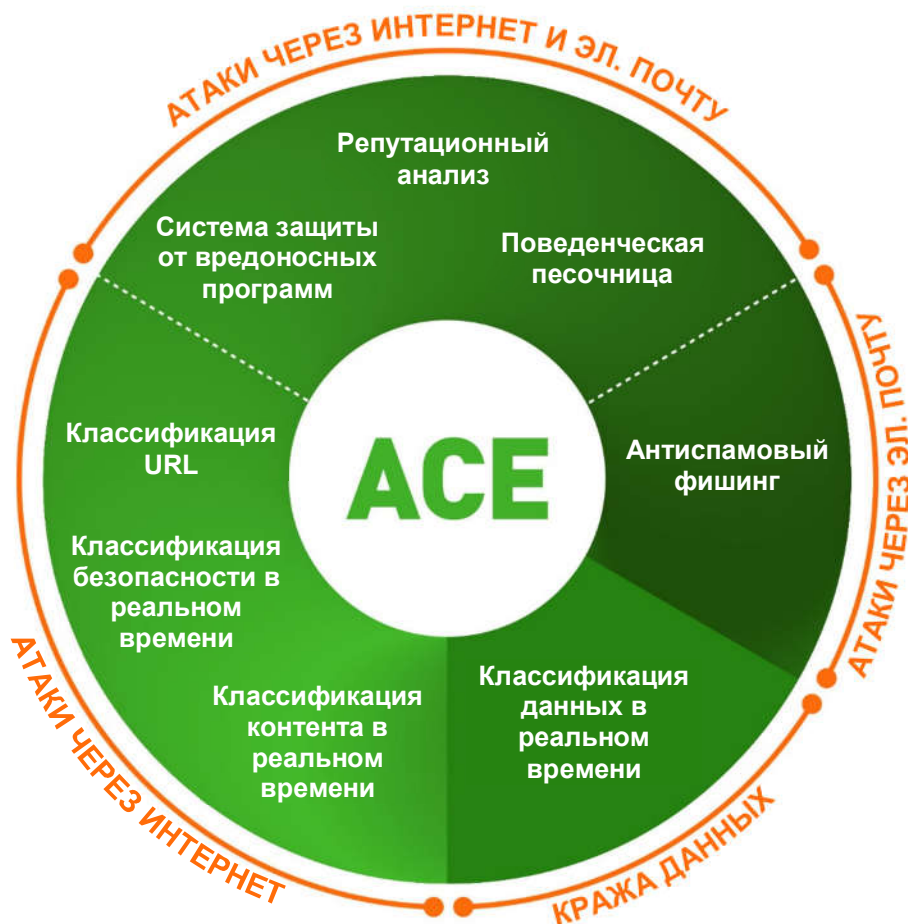 АТАКИ ЧЕРЕЗ ИНТЕРНЕТ И ЭЛ. ПОЧТУ
Репутационный
анализ
Система защиты
от вредоносных
программ
Поведенческая
песочница
АТАКИ ЧЕРЕЗ ЭЛ. ПОЧТУ
Классификация
URL
ACE
Антиспамовый
фишинг
Классификация
безопасности в
реальном
времени
Классификация
контента в
реальном
времени
Классификация
данных в
реальном
времени
АТАКИ ЧЕРЕЗ ИНТЕРНЕТ
КРАЖА ДАННЫХ